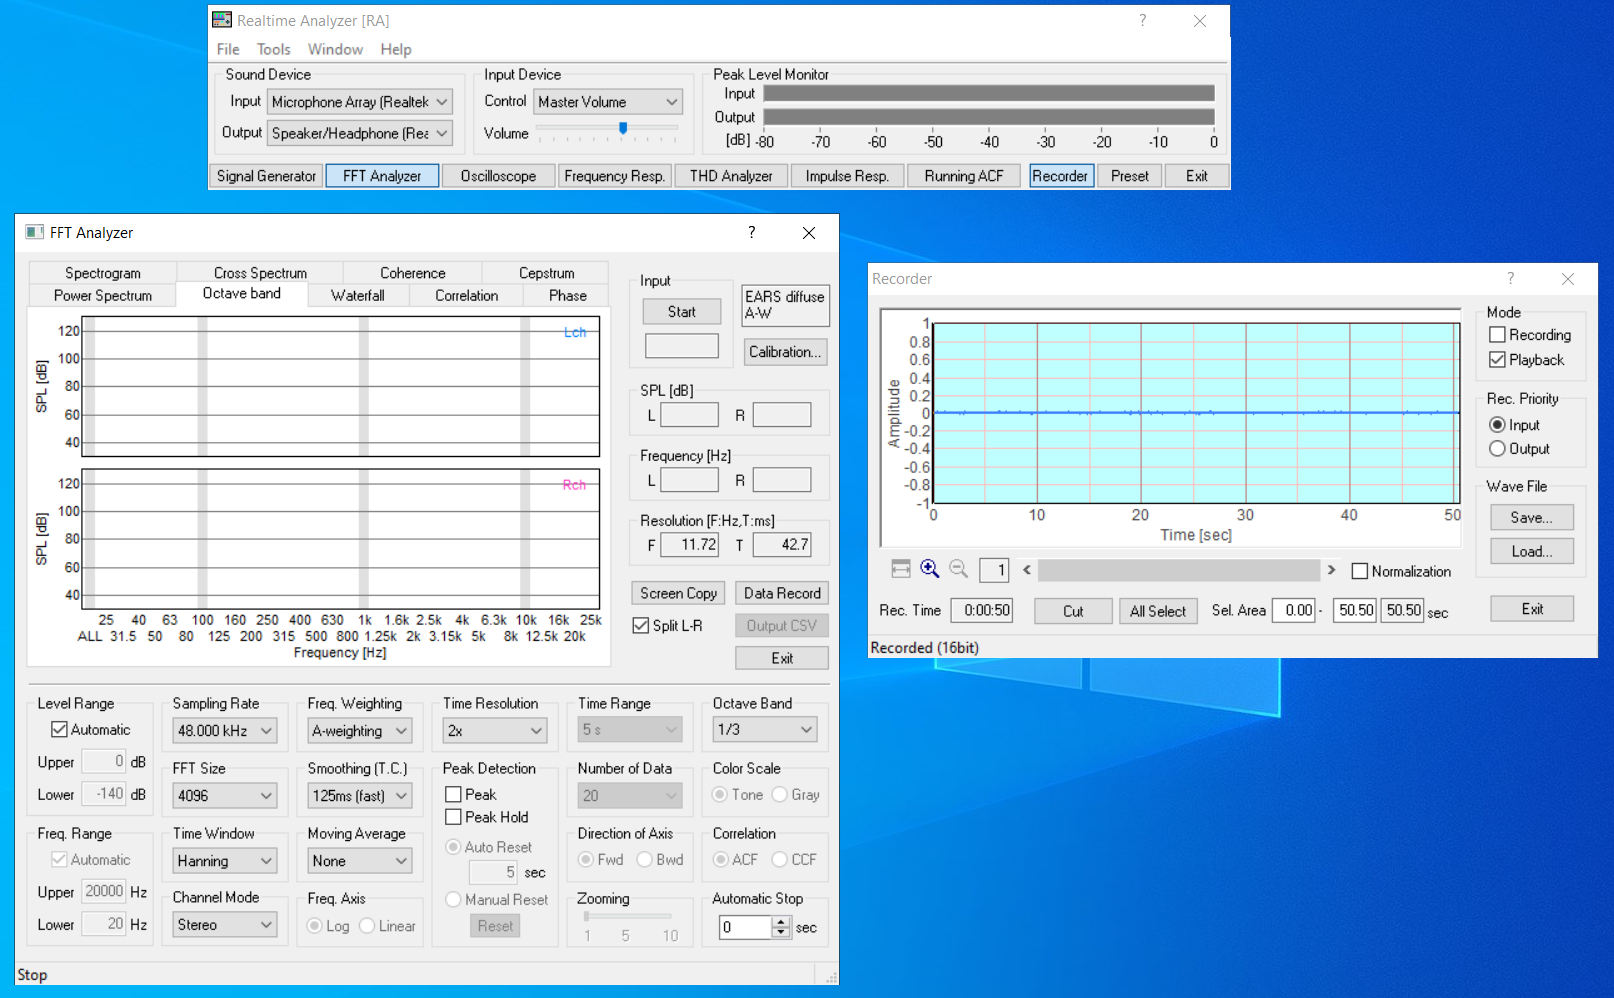 Realtime Analyzer [RA]
?
File Tools Window Help
Sound Device
Input Microphone Array (Realtek
Output Speaker/Headphone (Rea
Input Device
Control Master Volume
Volume
Peak Level Monitor
Input
Output
[dB] -80 -70 -60 -50 -40 -30 -20 -10 0
Signal Generator FFT Analyzer Oscilloscope Frequency Resp. THD Analyzer Impulse Resp. Running ACF Recorder Preset Exit
FFT Analyzer
?
Spectrogram Cross Spectrum Coherence Cepstrum
Power Spectrum Octave band Waterfall Correlation Phase
SPL [dB]
120
100
80
60
40
Lch
SPL [dB]
120
100
80
60
40
Rch
25 40 63 100 160 250 400 630 1k 1.6k 2.5k 4k 6.3k 10k 16k 25k
ALL 31.5 50 80 125 200 315 500 800 1.25k 2k 3.15k 5k 8k 12.5k 20k
Frequency [Hz]
Input
Start
EARS diffuse
A-W
Calibration...
SPL [dB]
L R
Frequency [Hz]
L R
Resolution [F:Hz,T:ms]
F 11.72 T 42.7
Screen Copy Data Record
Split L-R Output CSV
Exit
Level Range
Automatic
Upper 0 dB
Lower -140 dB
Freq. Range
Automatic
Upper 20000 Hz
Lower 20 Hz
Sampling Rate
48.000 kHz
FFT Size
4096
Time Window
Hanning
Channel Mode
Stereo
Freq. Weighting
A-weighting
Smoothing (T.C.)
125ms (fast)
Moving Average
None
Freq. Axis
Log Linear
Time Resolution
2x
Peak Detection
Peak
Peak Hold
Auto Reset
5 sec
Manual Reset
Reset
Time Range
5 s
Number of Data
20
Direction of Axis
Fwd Bwd
Zooming
1 5 10
Octave Band
1/3
Color Scale
Tone Gray
Correlation
ACF CCF
Automatic Stop
0 sec
Stop
Recorder
?
Amplitude
1
0.8
0.6
0.4
0.2
0
-0.2
-0.4
-0.6
-0.8
-1
0 10 20 30 40 50
Time [sec]
Mode
Recording
Playback
Rec. Priority
Input
Output
Wave File
Save...
Load...
1 < > Normalization
Rec. Time 0:00:50 Cut All Select Sel. Area 0.00 - 50.50 50.50 sec
Exit
Recorded (16bit)